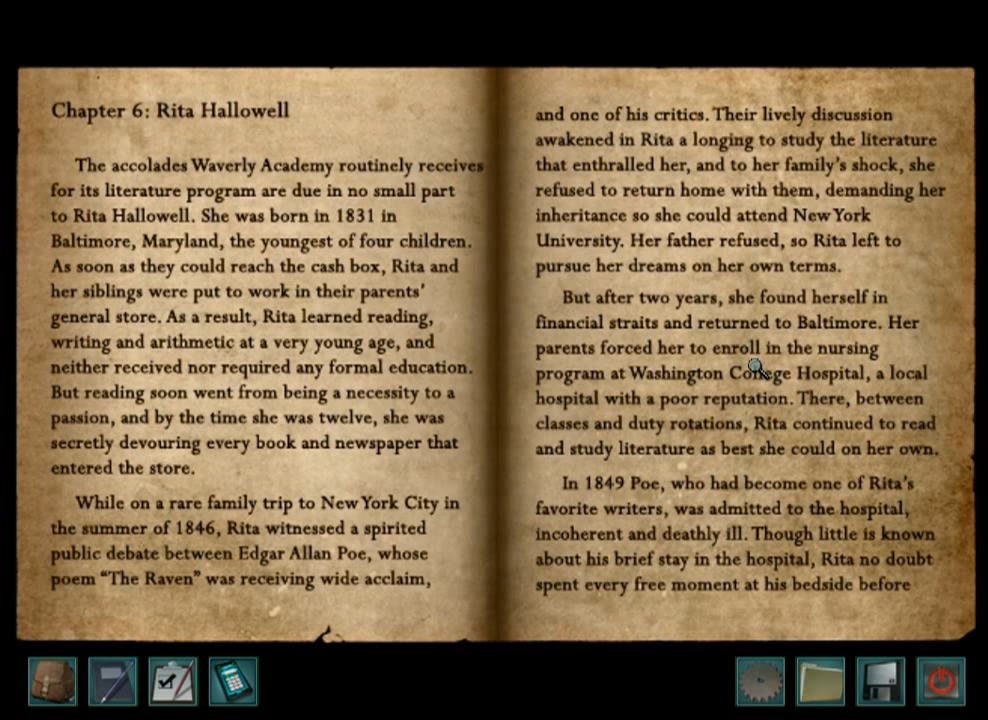 Chapter 6: Rita Hallowell
The accolades Waverly Academy routinely receives
for its literature program are due in no small part
to Rita Hallowell. She was born in 1831 in
Baltimore, Maryland, the youngest of four children.
As soon as they could reach the cash box, Rita and
her siblings were put to work in their parents'
general store. As a result, Rita learned reading,
writing and arithmetic at a very young age, and
neither received nor required any formal education.
But reading soon went from being a necessity to a
passion, and by the time she was twelve, she was
secretly devouring every book and newspaper that
entered the store.
While on a rare family trip to New York City in
the summer of 1846, Rita witnessed a spirited
public debate between Edgar Allan Poe, whose
poem “The Raven” was receiving wide acclaim,
and one of his critics. Their lively discussion
awakened in Rita a longing to study the literature
that enthralled her, and to her family's shock, she
refused to return home with them, demanding her
inheritance so she could attend New York
University. Her father refused, so Rita left to
pursue her dreams on her own terms.
But after two years, she found herself in
financial straits and returned to Baltimore. Her
parents forced her to enroll in the nursing
program at Washington College Hospital, a local
hospital with a poor reputation. There, between
classes and duty rotations, Rita continued to read
and study literature as best she could on her own.
In 1849 Poe, who had become one of Rita's
favorite writers, was admitted to the hospital,
incoherent and deathly ill. Though little is known
about his brief stay in the hospital, Rita no doubt
spent every free moment at his bedside before